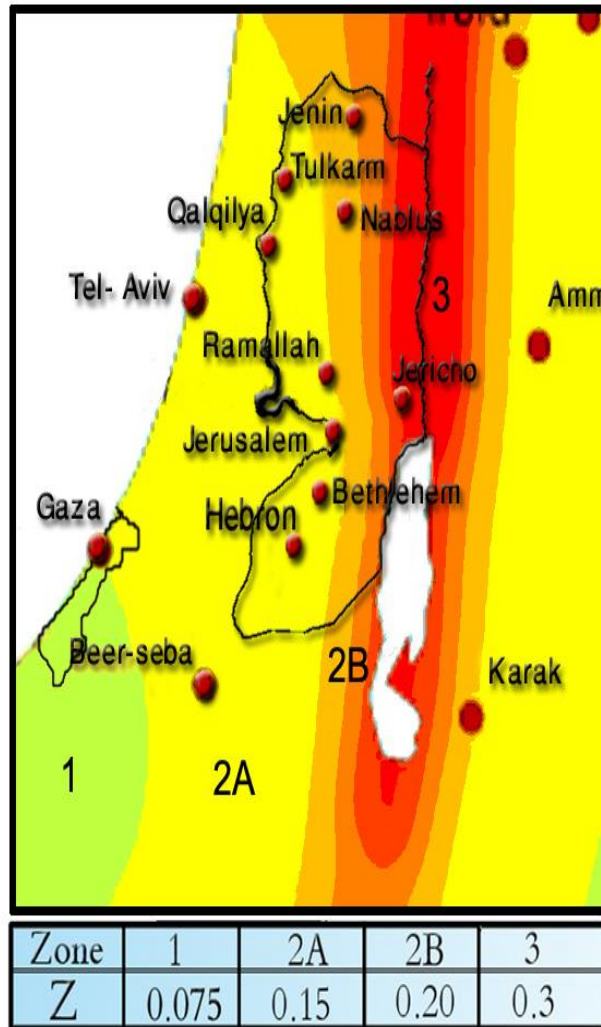 Jenin
Tulkarm
Qalqilya
Nablus
Tel- Aviv
3
Amm
Ramallah
Jericho
Jerusalem
Bethlehem
Gaza
Hebron
Beer-seba
2B
Karak
1
2A
Zone 1 2A 2B 3
Z 0.075 0.15 0.20 0.3